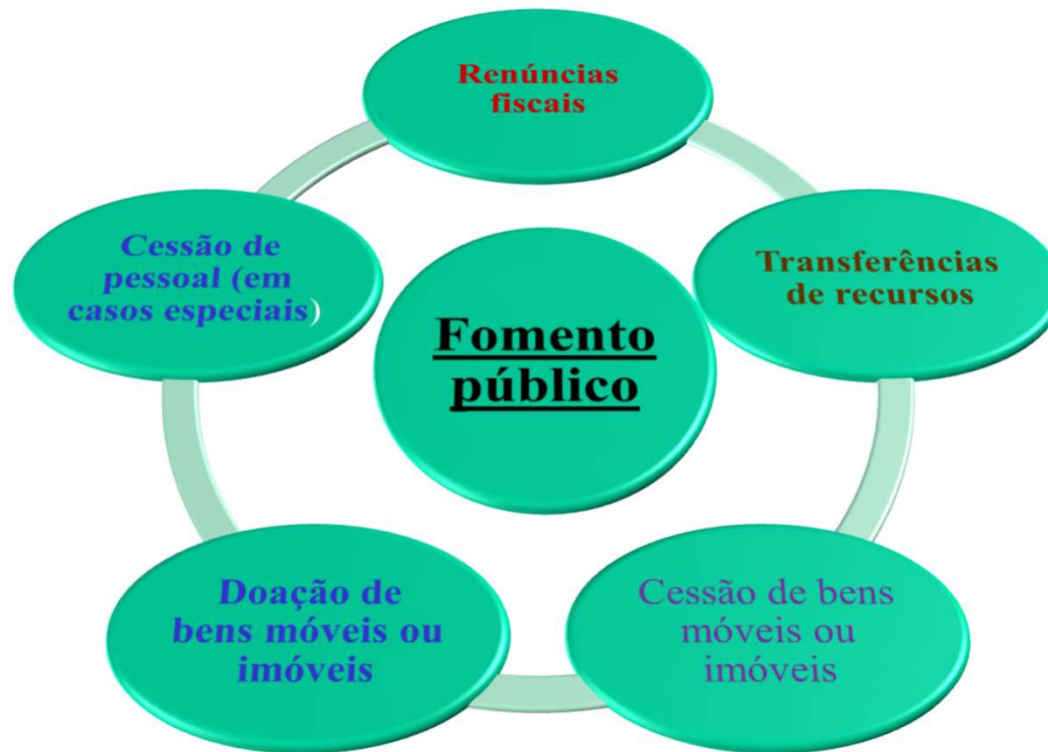 Renúncias
fiscais
Transferências
de recursos
Cessão de bens
móveis ou
imóveis
Doação de
bens móveis ou
imóveis
Cessão de
pessoal (em
casos especiais)
Fomento
público